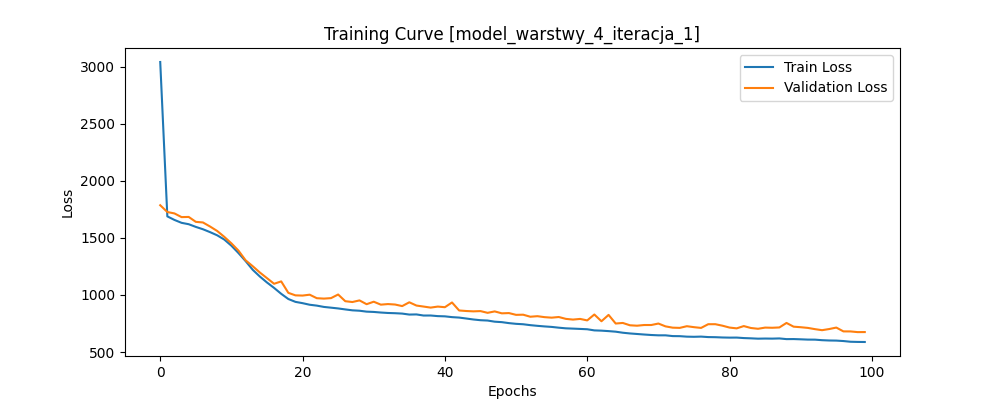 Training Curve [model_warstwy_4_iteracja_1]
Train Loss
Validation Loss
3000
2500
2000
1500
1000
500
Loss
0 20 40 60 80 100
Epochs